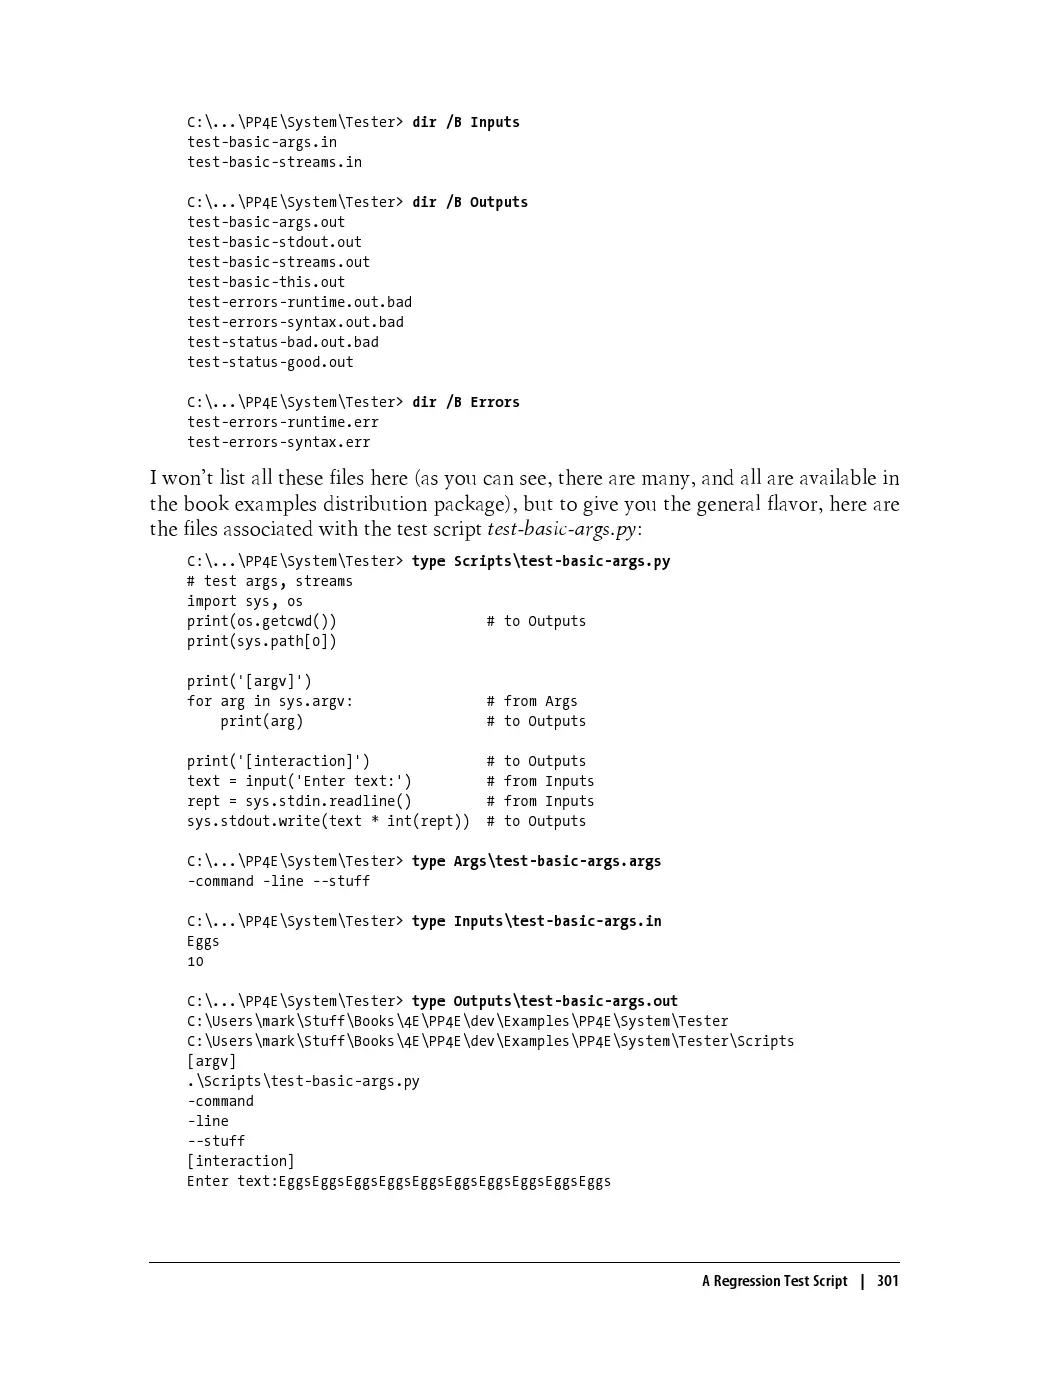 C:\...\PP4E\System\Tester> dir /B Inputs
test-basic-args.in
test-basic-streams.in

C:\...\PP4E\System\Tester> dir /B Outputs
test-basic-args.out
test-basic-stdout.out
test-basic-streams.out
test-basic-this.out
test-errors-runtime.out.bad
test-errors-syntax.out.bad
test-status-bad.out.bad
test-status-good.out

C:\...\PP4E\System\Tester> dir /B Errors
test-errors-runtime.err
test-errors-syntax.err

I won't list all these files here (as you can see, there are many, and all are available in
the book examples distribution package), but to give you the general flavor, here are
the files associated with the test script test-basic-args.py:

C:\...\PP4E\System\Tester> type Scripts\test-basic-args.py
# test args, streams
import sys, os
print(os.getcwd())                  # to Outputs
print(sys.path[0])

print('[argv]')
for arg in sys.argv:                # from Args
    print(arg)                      # to Outputs

print('[interaction]')              # to Outputs
text = input('Enter text:')         # from Inputs
rept = sys.stdin.readline()         # from Inputs
sys.stdout.write(text * int(rept))  # to Outputs

C:\...\PP4E\System\Tester> type Args\test-basic-args.args
-command -line --stuff

C:\...\PP4E\System\Tester> type Inputs\test-basic-args.in
Eggs
10

C:\...\PP4E\System\Tester> type Outputs\test-basic-args.out
C:\Users\mark\Stuff\Books\4E\PP4E\dev\Examples\PP4E\System\Tester
C:\Users\mark\Stuff\Books\4E\PP4E\dev\Examples\PP4E\System\Tester\Scripts
[argv]
.\Scripts\test-basic-args.py
-command
-line
--stuff
[interaction]
Enter text:EggsEggsEggsEggsEggsEggsEggsEggsEggsEggs

A Regression Test Script | 301